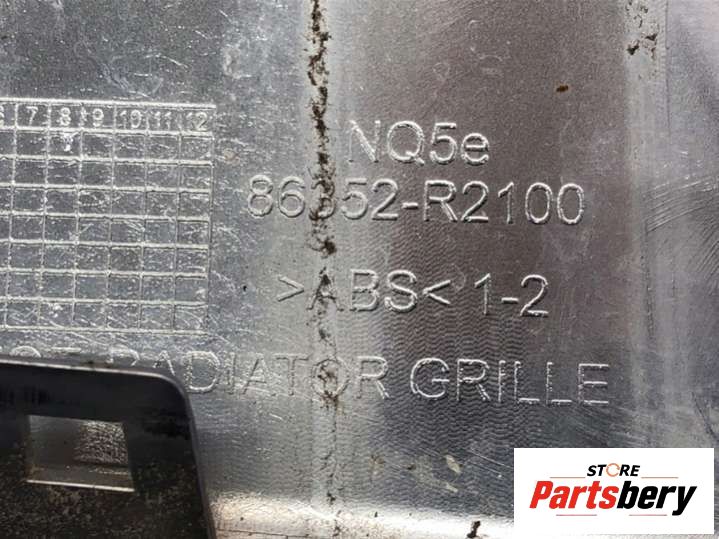 7 8 9 10 11 12
NQ5e
86352-R2100
>ABS< 1-2
RADIATOR GRILLE
STORE
Partsbery